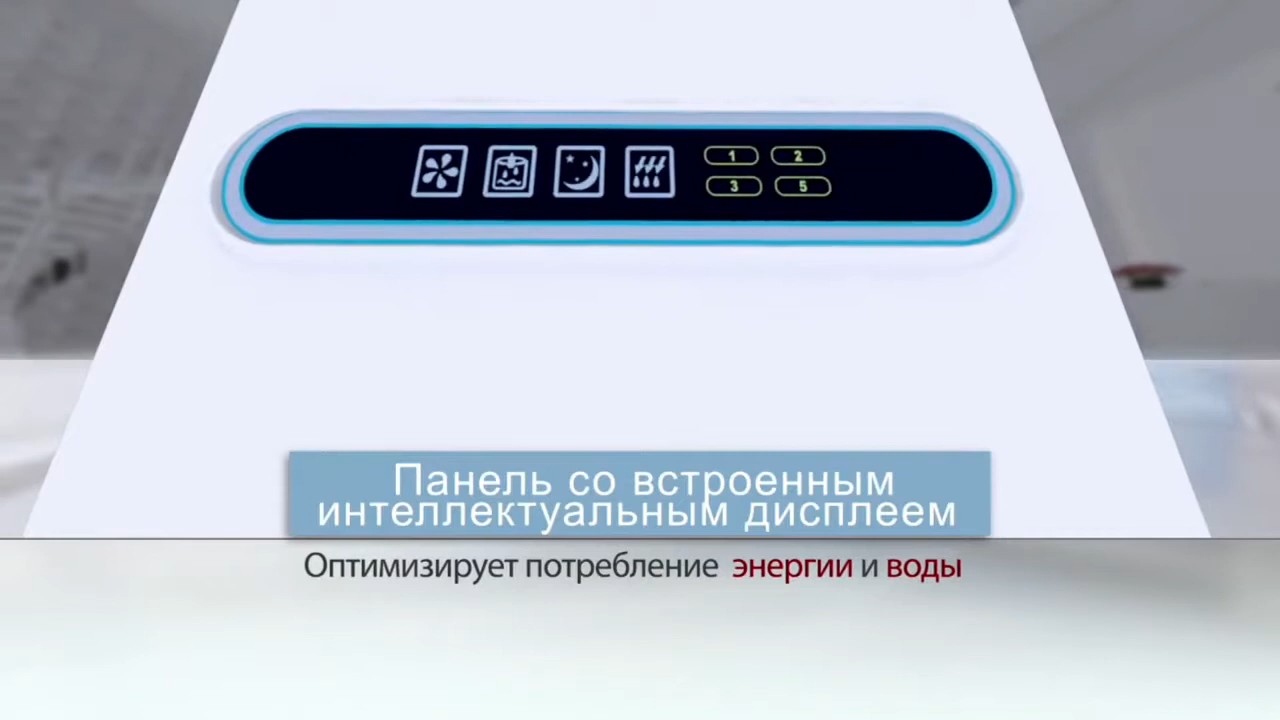 1 2
3 5
Панель со встроенным
интеллектуальным дисплеем
Оптимизирует потребление энергии и воды